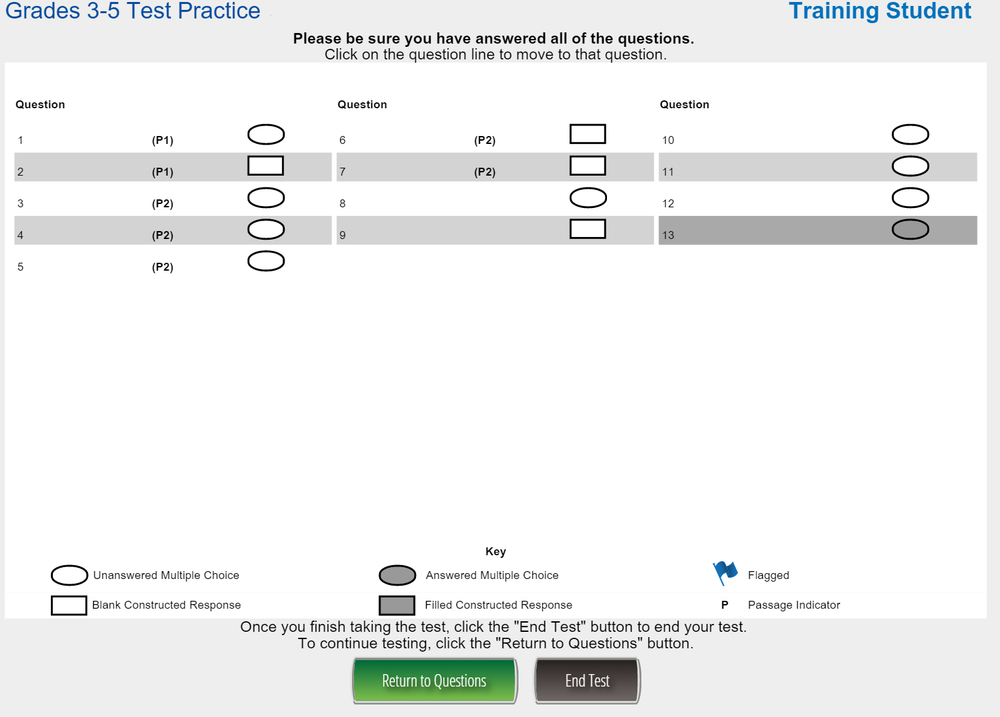 Grades 3-5 Test Practice
Training Student
Please be sure you have answered all of the questions.
Click on the question line to move to that question.
Question Question Question
1 (P1) 6 (P2) 10
2 (P1) 7 (P2) 11
3 (P2) 8 12
4 (P2) 9 13
5 (P2)
Key
Unanswered Multiple Choice Answered Multiple Choice Flagged
Blank Constructed Response Filled Constructed Response P Passage Indicator
Once you finish taking the test, click the "End Test" button to end your test.
To continue testing, click the "Return to Questions" button.
Return to Questions End Test